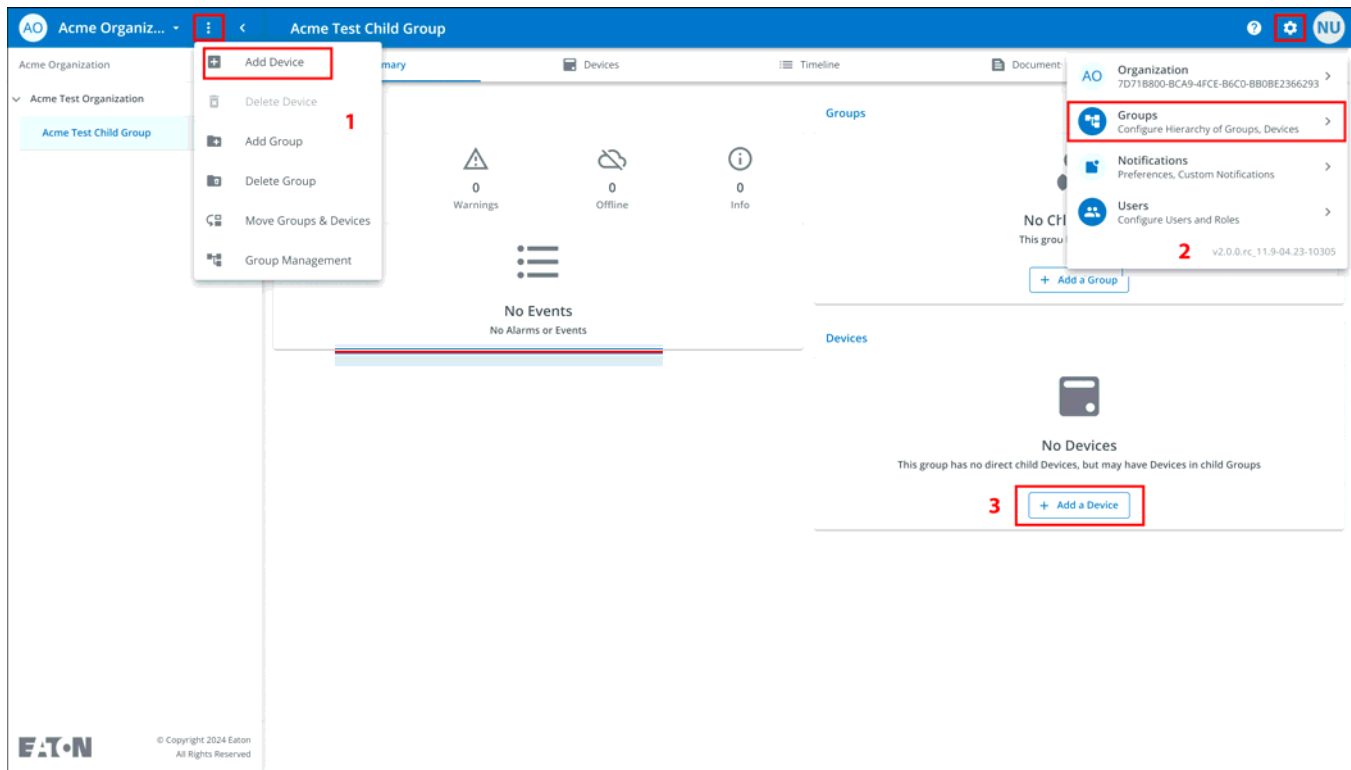 AO Acme Organiz... Acme Test Child Group ? NU
Acme Organization
Acme Test Organization
Acme Test Child Group
Add Device
Delete Device
1
Add Group
Delete Group
Move Groups & Devices
Group Management
mary Devices Timeline Document
0
Warnings
0
Offline
0
Info
No Events
No Alarms or Events
Groups
No Ch
This grou
+ Add a Group
AO Organization
7D71B800-BCA9-4FCE-B6C0-BB0BE2366293
Groups
Configure Hierarchy of Groups, Devices
Notifications
Preferences, Custom Notifications
Users
Configure Users and Roles
2 v2.0.0.rc_11.9-04.23-10305
Devices
No Devices
This group has no direct child Devices, but may have Devices in child Groups
3 + Add a Device
EATON
© Copyright 2024 Eaton
All Rights Reserved